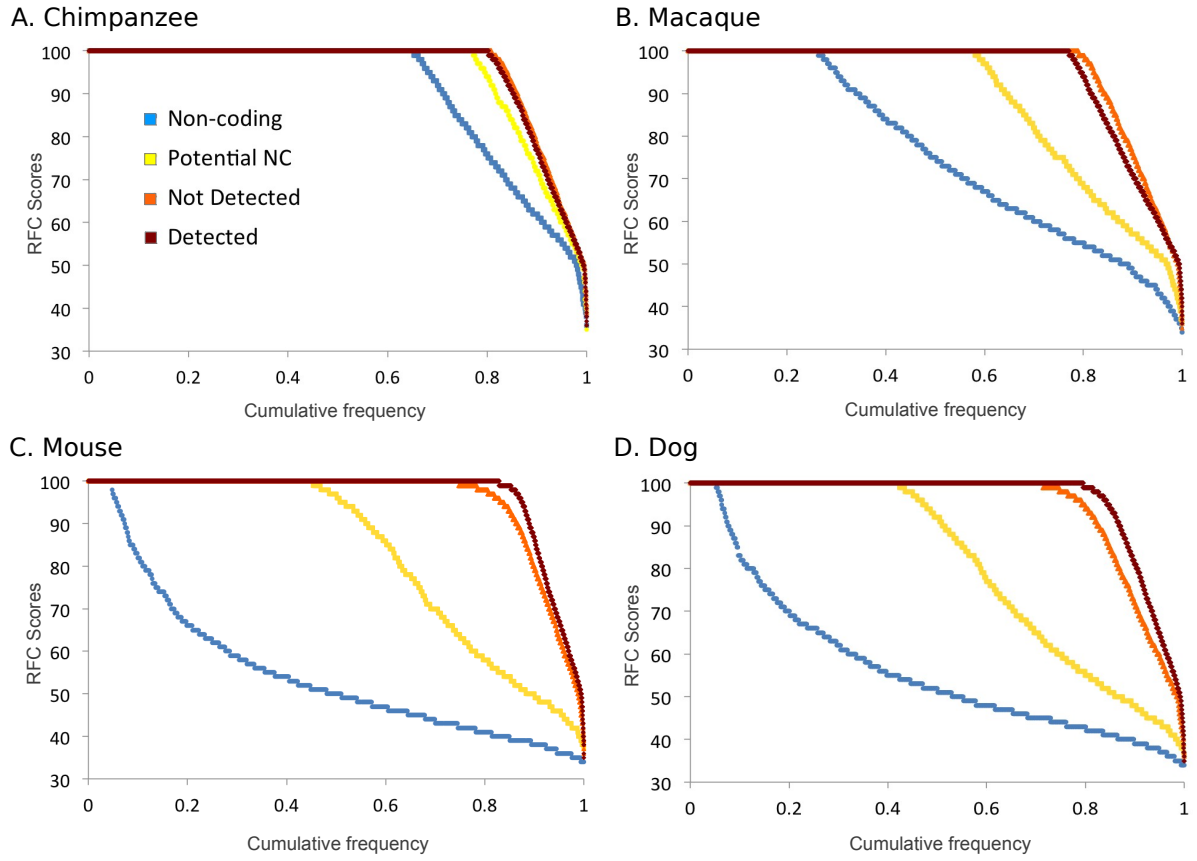 A. Chimpanzee
100
90
80
70
60
50
40
30
RFC Scores
Non-coding
Potential NC
Not Detected
Detected
0 0.2 0.4 0.6 0.8 1
Cumulative frequency
B. Macaque
100
90
80
70
60
50
40
30
RFC Scores
0 0.2 0.4 0.6 0.8 1
Cumulative frequency
C. Mouse
100
90
80
70
60
50
40
30
RFC Scores
0 0.2 0.4 0.6 0.8 1
Cumulative frequency
D. Dog
100
90
80
70
60
50
40
30
RFC Scores
0 0.2 0.4 0.6 0.8 1
Cumulative frequency